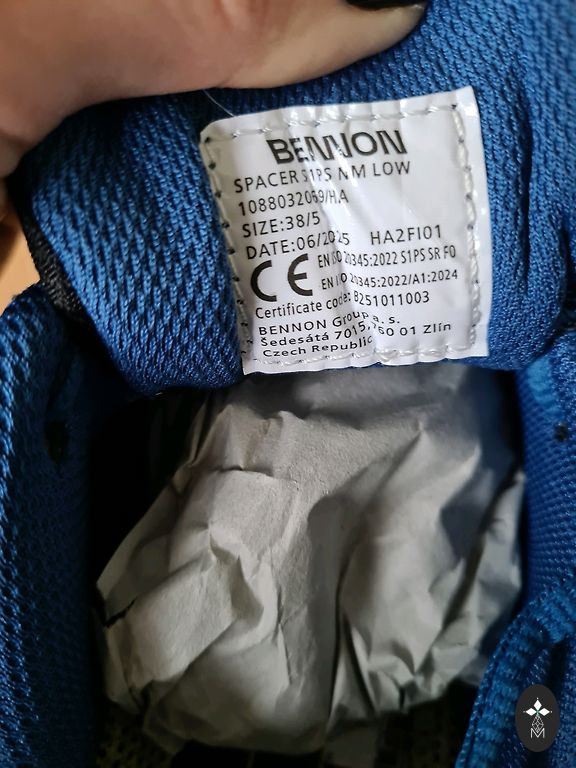 BENNON
SPACER S1PS NM LOW
1088032069/HA
SIZE:38/5
DATE:06/2025 HA2FI01
CE EN ISO 20345:2022 S1PS SR FO
EN ISO 20345:2022/A1:2024
Certificate code: B251011003
BENNON Group a. s.
Šedesátá 7015, 760 01 Zlín
Czech Republic
M